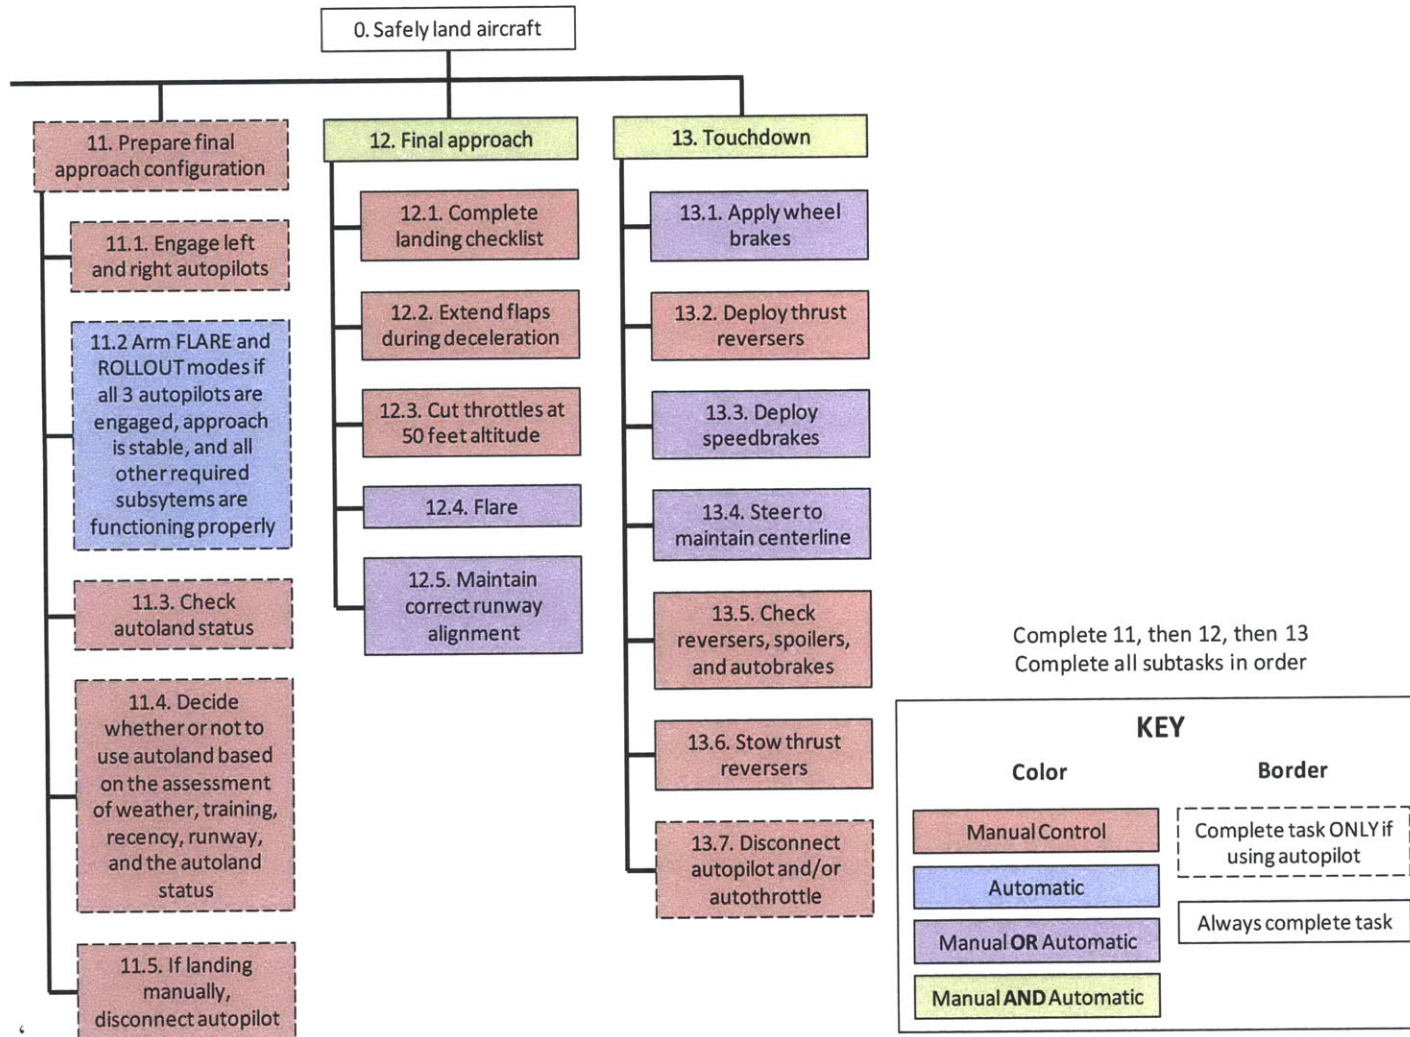 0. Safely land aircraft
11. Prepare final
approach configuration
11.1. Engage left
and right autopilots
11.2 Arm FLARE and
ROLLOUT modes if
all 3 autopilots are
engaged, approach
is stable, and all
other required
subsytems are
functioning properly
11.3. Check
autoland status
11.4. Decide
whether or not to
use autoland based
on the assessment
of weather, training,
recency, runway,
and the autoland
status
11.5. If landing
manually,
disconnect autopilot
12. Final approach
12.1. Complete
landing checklist
12.2. Extend flaps
during deceleration
12.3. Cut throttles at
50 feet altitude
12.4. Flare
12.5. Maintain
correct runway
alignment
13. Touchdown
13.1. Apply wheel
brakes
13.2. Deploy thrust
reversers
13.3. Deploy
speedbrakes
13.4. Steer to
maintain centerline
13.5. Check
reversers, spoilers,
and autobrakes
13.6. Stow thrust
reversers
13.7. Disconnect
autopilot and/or
autothrottle
Complete 11, then 12, then 13
Complete all subtasks in order
KEY
Color
Manual Control
Automatic
Manual OR Automatic
Manual AND Automatic
Border
Complete task ONLY if
using autopilot
Always complete task